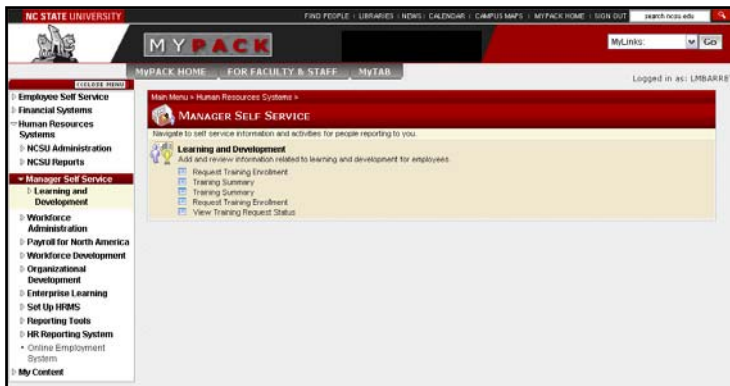 NC STATE UNIVERSITY
FIND PEOPLE | LIBRARIES | NEWS | CALENDAR | CAMPUS MAPS | MYPACK HOME | SIGN OUT
search ncsu.edu
MYPACK
MyLinks:
Go
MyPACK HOME
FOR FACULTY & STAFF
MyTAB
Logged in as: LMBARRE
CLOSE MENU
Employee Self Service
Financial Systems
Human Resources
Systems
NCSU Administration
NCSU Reports
Manager Self Service
Learning and
Development
Workforce
Administration
Payroll for North America
Workforce Development
Organizational
Development
Enterprise Learning
Set Up HRMS
Reporting Tools
HR Reporting System
Online Employment
System
My Content
Main Menu > Human Resources Systems >
MANAGER SELF SERVICE
Navigate to self service information and activities for people reporting to you.
Learning and Development
Add and review information related to learning and development for employees.
Request Training Enrollment
Training Summary
Training Summary
Request Training Enrollment
View Training Request Status